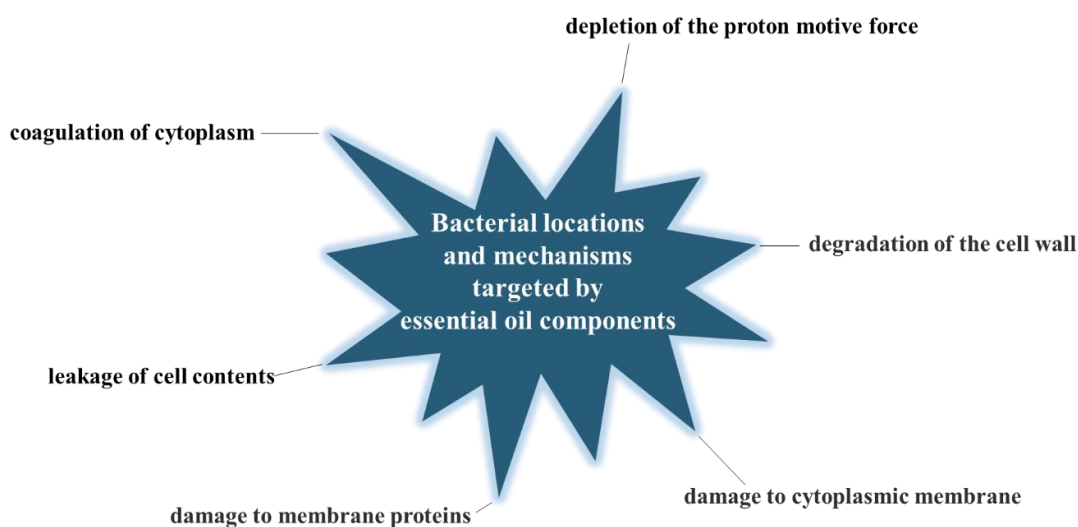 depletion of the proton motive force
coagulation of cytoplasm
Bacterial locations
and mechanisms
targeted by
essential oil components
degradation of the cell wall
leakage of cell contents
damage to cytoplasmic membrane
damage to membrane proteins